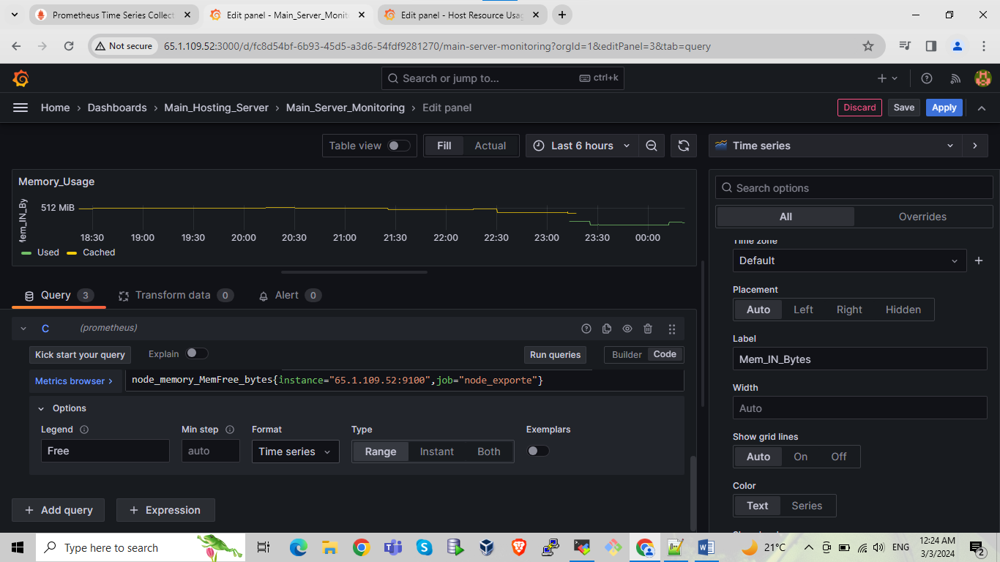 Prometheus Time Series Collect
Edit panel - Main_Server_Monito
Edit panel - Host Resource Usag
Not secure
65.1.109.52:3000/d/fc8d54bf-6b93-45d5-a3d6-54fdf9281270/main-server-monitoring?orgId=1&editPanel=3&tab=query
Search or jump to...
ctrl+k
Home › Dashboards › Main_Hosting_Server › Main_Server_Monitoring › Edit panel
Discard
Save
Apply
Table view
Fill
Actual
Last 6 hours
Time series
Memory_Usage
Search options
512 MiB
All
Overrides
18:30 19:00 19:30 20:00 20:30 21:00 21:30 22:00 22:30 23:00 23:30 00:00
Used
Cached
Time zone
Default
Placement
Auto Left Right Hidden
Query 3
Transform data 0
Alert 0
C (prometheus)
Label
Mem_IN_Bytes
Kick start your query
Explain
Run queries
Builder
Code
Metrics browser >
node_memory_MemFree_bytes{instance="65.1.109.52:9100",job="node_exporte"}
Width
Auto
Options
Legend
Min step
Format
Type
Exemplars
Free
auto
Time series
Range
Instant
Both
Show grid lines
Auto On Off
Color
Text Series
+ Add query
+ Expression
Type here to search
21°C
ENG
12:24 AM
3/3/2024
2